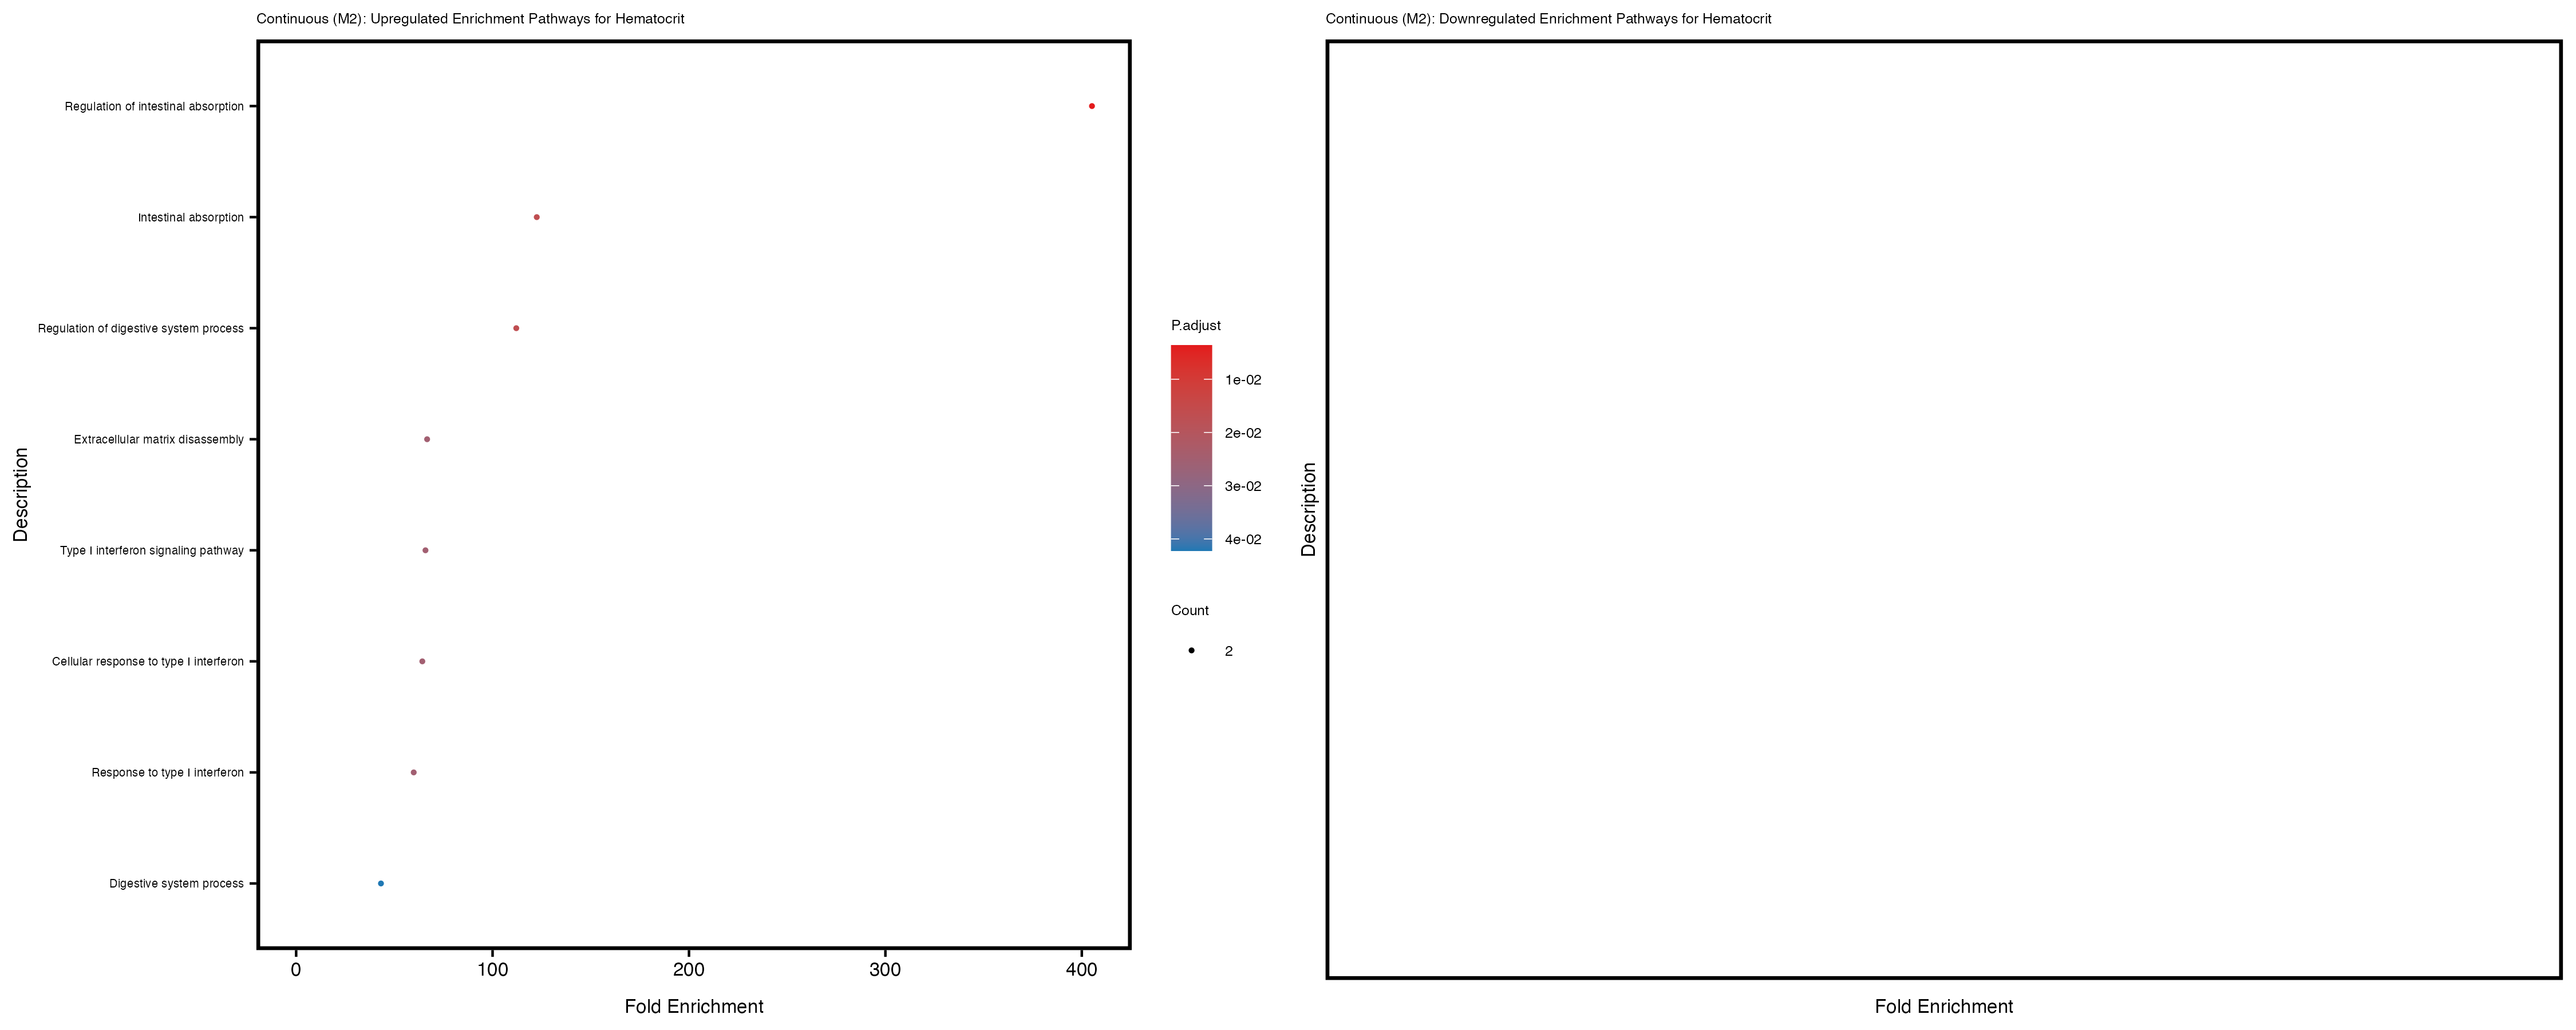 Continuous (M2): Upregulated Enrichment Pathways for Hematocrit
Description
Regulation of intestinal absorption
Intestinal absorption
Regulation of digestive system process
Extracellular matrix disassembly
Type I interferon signaling pathway
Cellular response to type I interferon
Response to type I interferon
Digestive system process
0 100 200 300 400
Fold Enrichment
P.adjust
1e-02
2e-02
3e-02
4e-02
Count
2
Continuous (M2): Downregulated Enrichment Pathways for Hematocrit
Description
Fold Enrichment